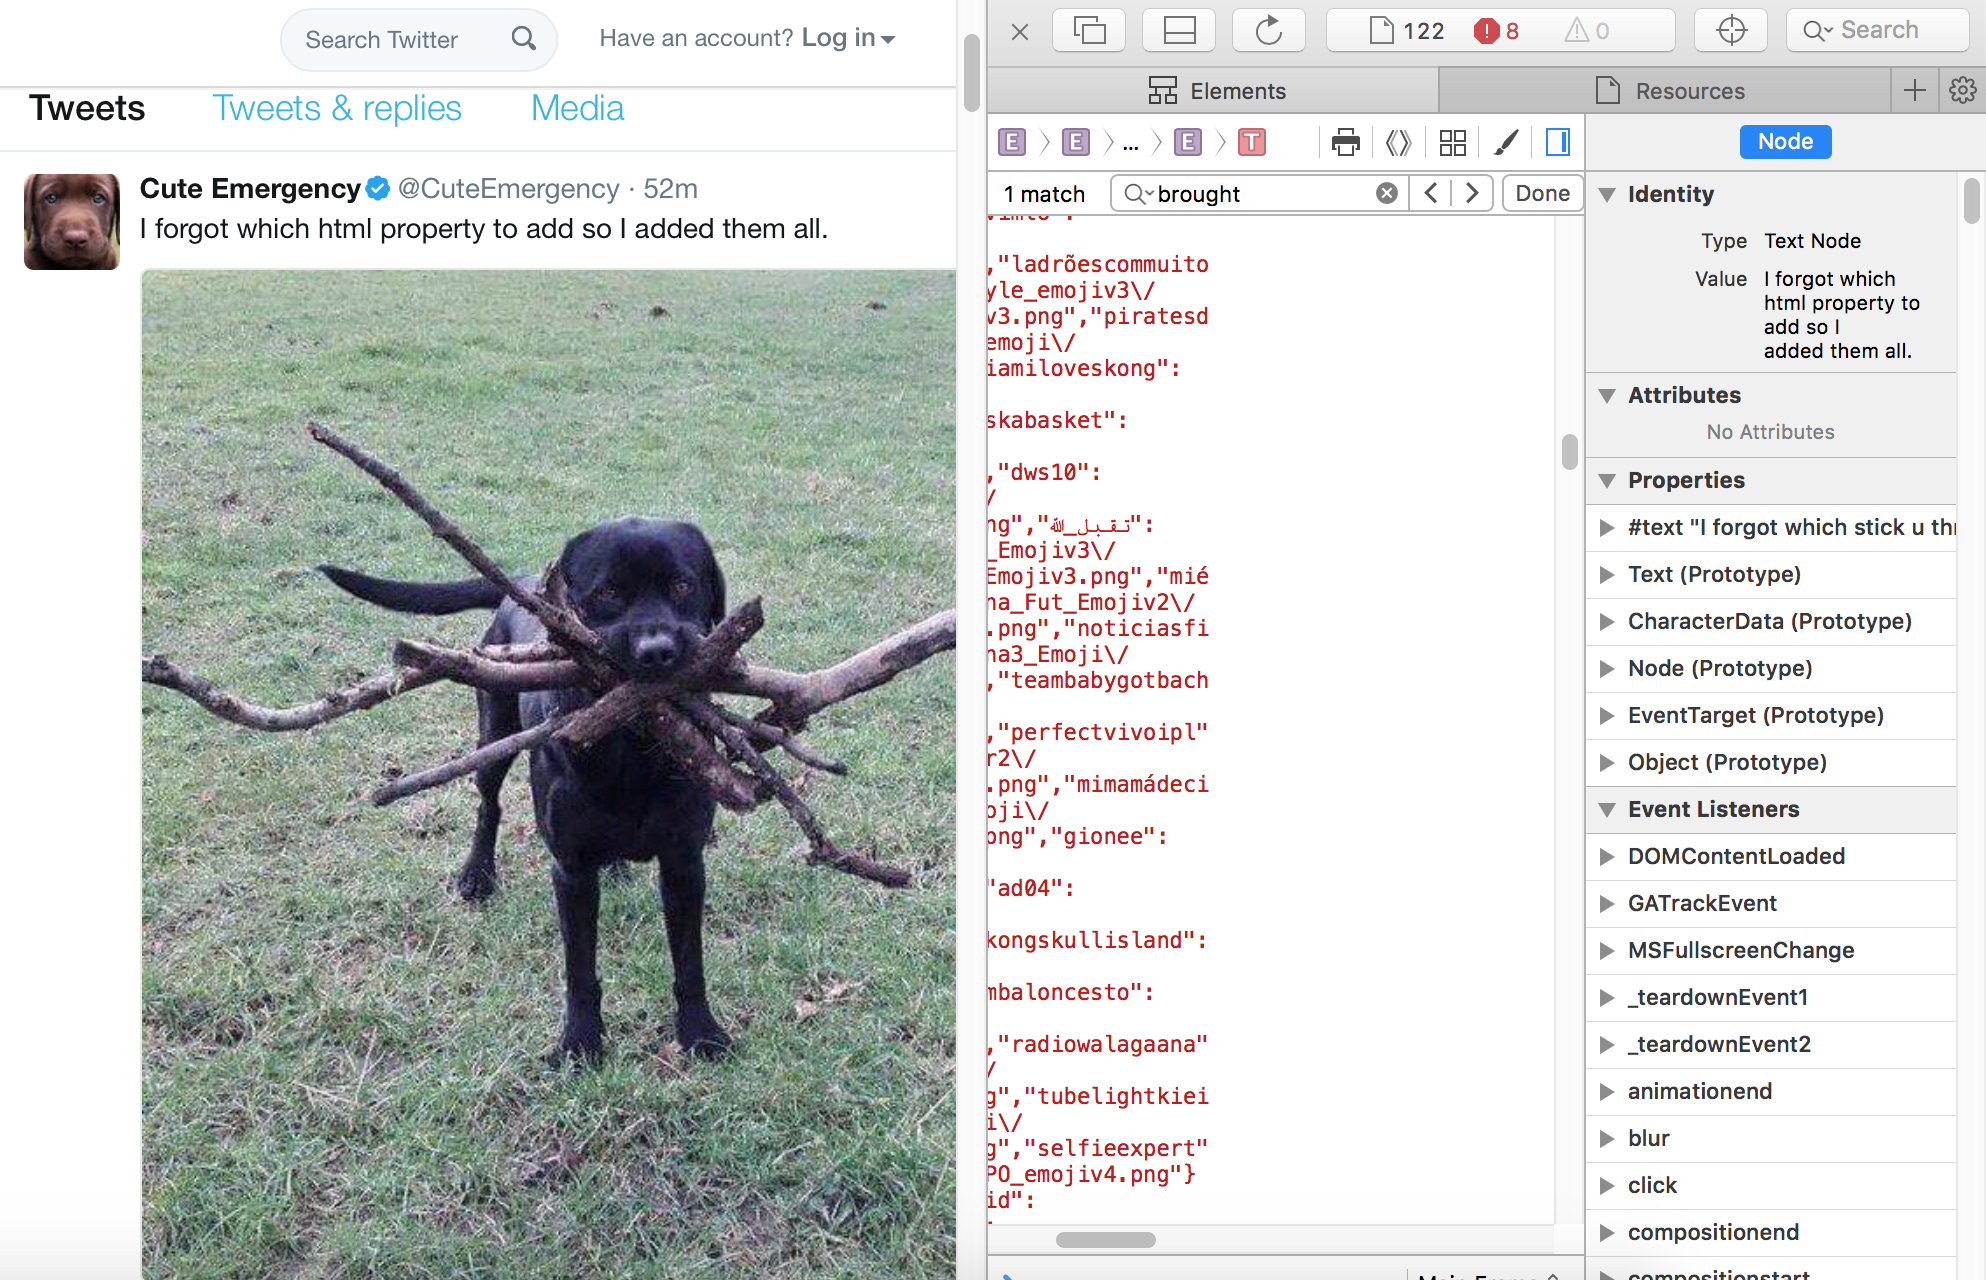 Search Twitter
Have an account? Log in
Tweets
Tweets & replies
Media
Cute Emergency @CuteEmergency · 52m
I forgot which html property to add so I added them all.
122
8
0
Search
Elements
Resources
E
E
...
E
T
Node
1 match
brought
Done
,"ladrõescommuito
yle_emojiv3\/
v3.png","piratesd
emoji\/
iamiloveskong":
skabasket":
,"dws10":
/
ng","تقبل_الله":
_Emojiv3\/
Emojiv3.png","mié
na_Fut_Emojiv2\/
.png","noticiasfi
na3_Emoji\/
,"teambabygotbach
,"perfectvivoipl"
r2\/
.png","mimamádeci
oji\/
png","gionee":
"ad04":
kongskullisland":
mbaloncesto":
,"radiowalagaana"
/
g","tubelightkiei
i\/
g","selfieexpert"
PO_emojiv4.png"}
id":
Identity
Type Text Node
Value I forgot which
html property to
add so I
added them all.
Attributes
No Attributes
Properties
#text "I forgot which stick u
Text (Prototype)
CharacterData (Prototype)
Node (Prototype)
EventTarget (Prototype)
Object (Prototype)
Event Listeners
DOMContentLoaded
GATrackEvent
MSFullscreenChange
_teardownEvent1
_teardownEvent2
animationend
blur
click
compositionend
compositionstart